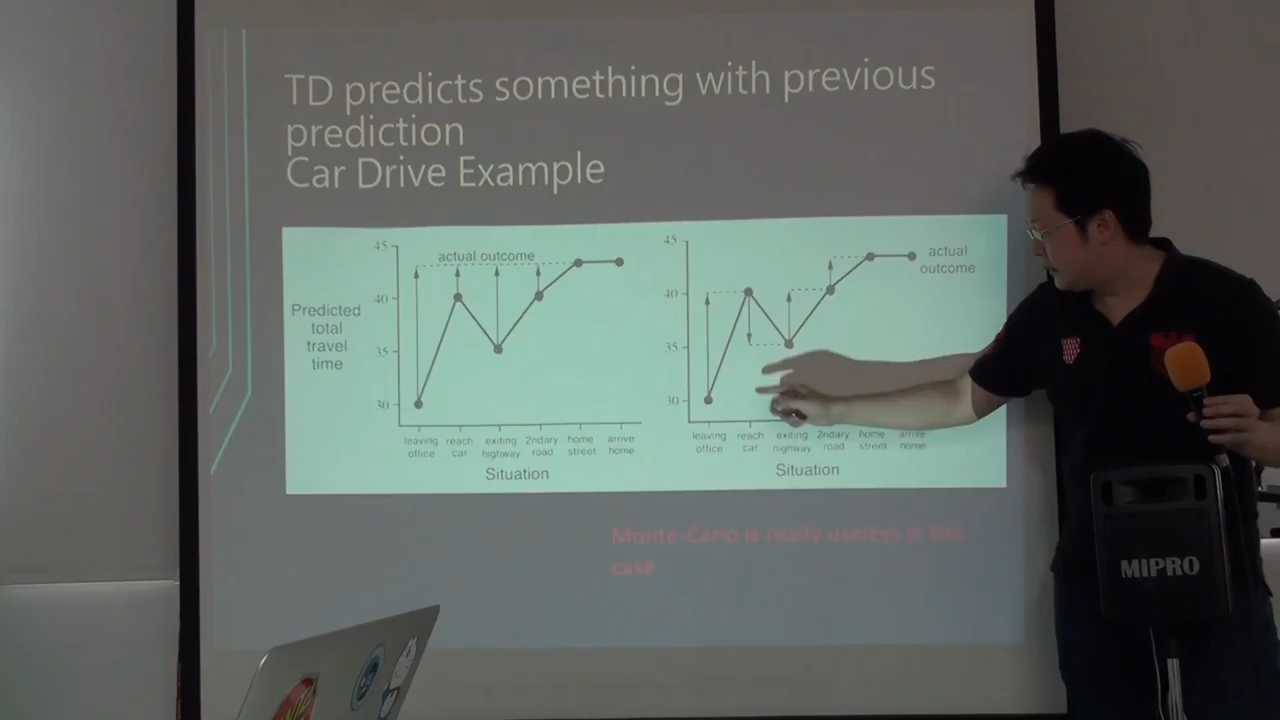 TD predicts something with previous
prediction
Car Drive Example
45
40
35
30
Predicted
total
travel
time
actual outcome
leaving
office
reach
car
exiting
highway
2ndary
road
home
street
arrive
home
Situation
45
40
35
30
actual
outcome
leaving
office
reach
car
exiting
highway
2ndary
road
home
street
arrive
home
Situation
Monte-Carlo is really useless in this
case
MIPRO